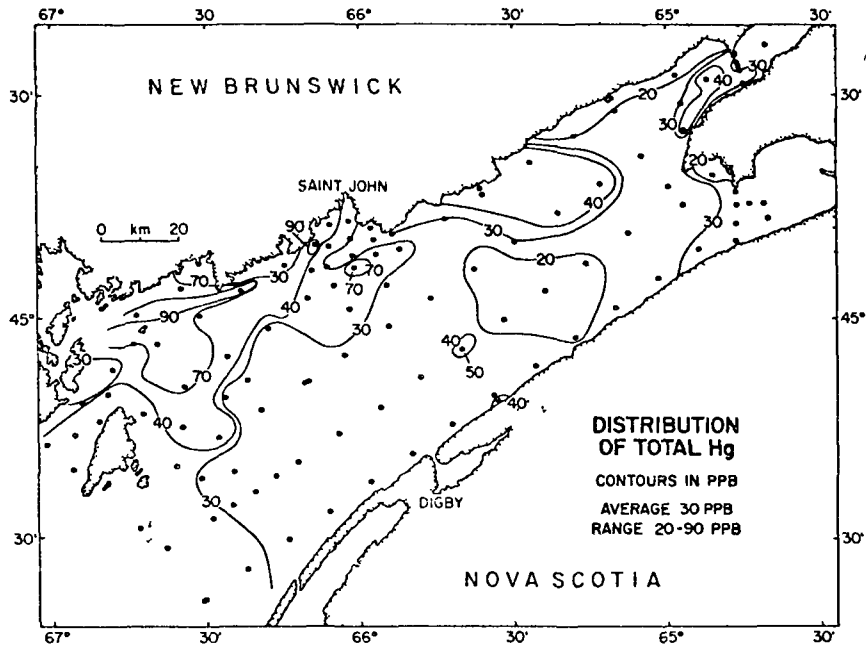 67° 30' 66° 30' 65° 30'
NEW BRUNSWICK
30'
30'
30
40
20
30
20
SAINT JOHN
40
0 km 20
90
30
30
20
70
70
30
70
40
90
30
45°
45°
40
50
30
70
40
40
DISTRIBUTION
OF TOTAL Hg
CONTOURS IN PPB
30
DIGBY
AVERAGE 30 PPB
RANGE 20-90 PPB
30'
30'
NOVA SCOTIA
67° 30' 66° 30' 65° 30'